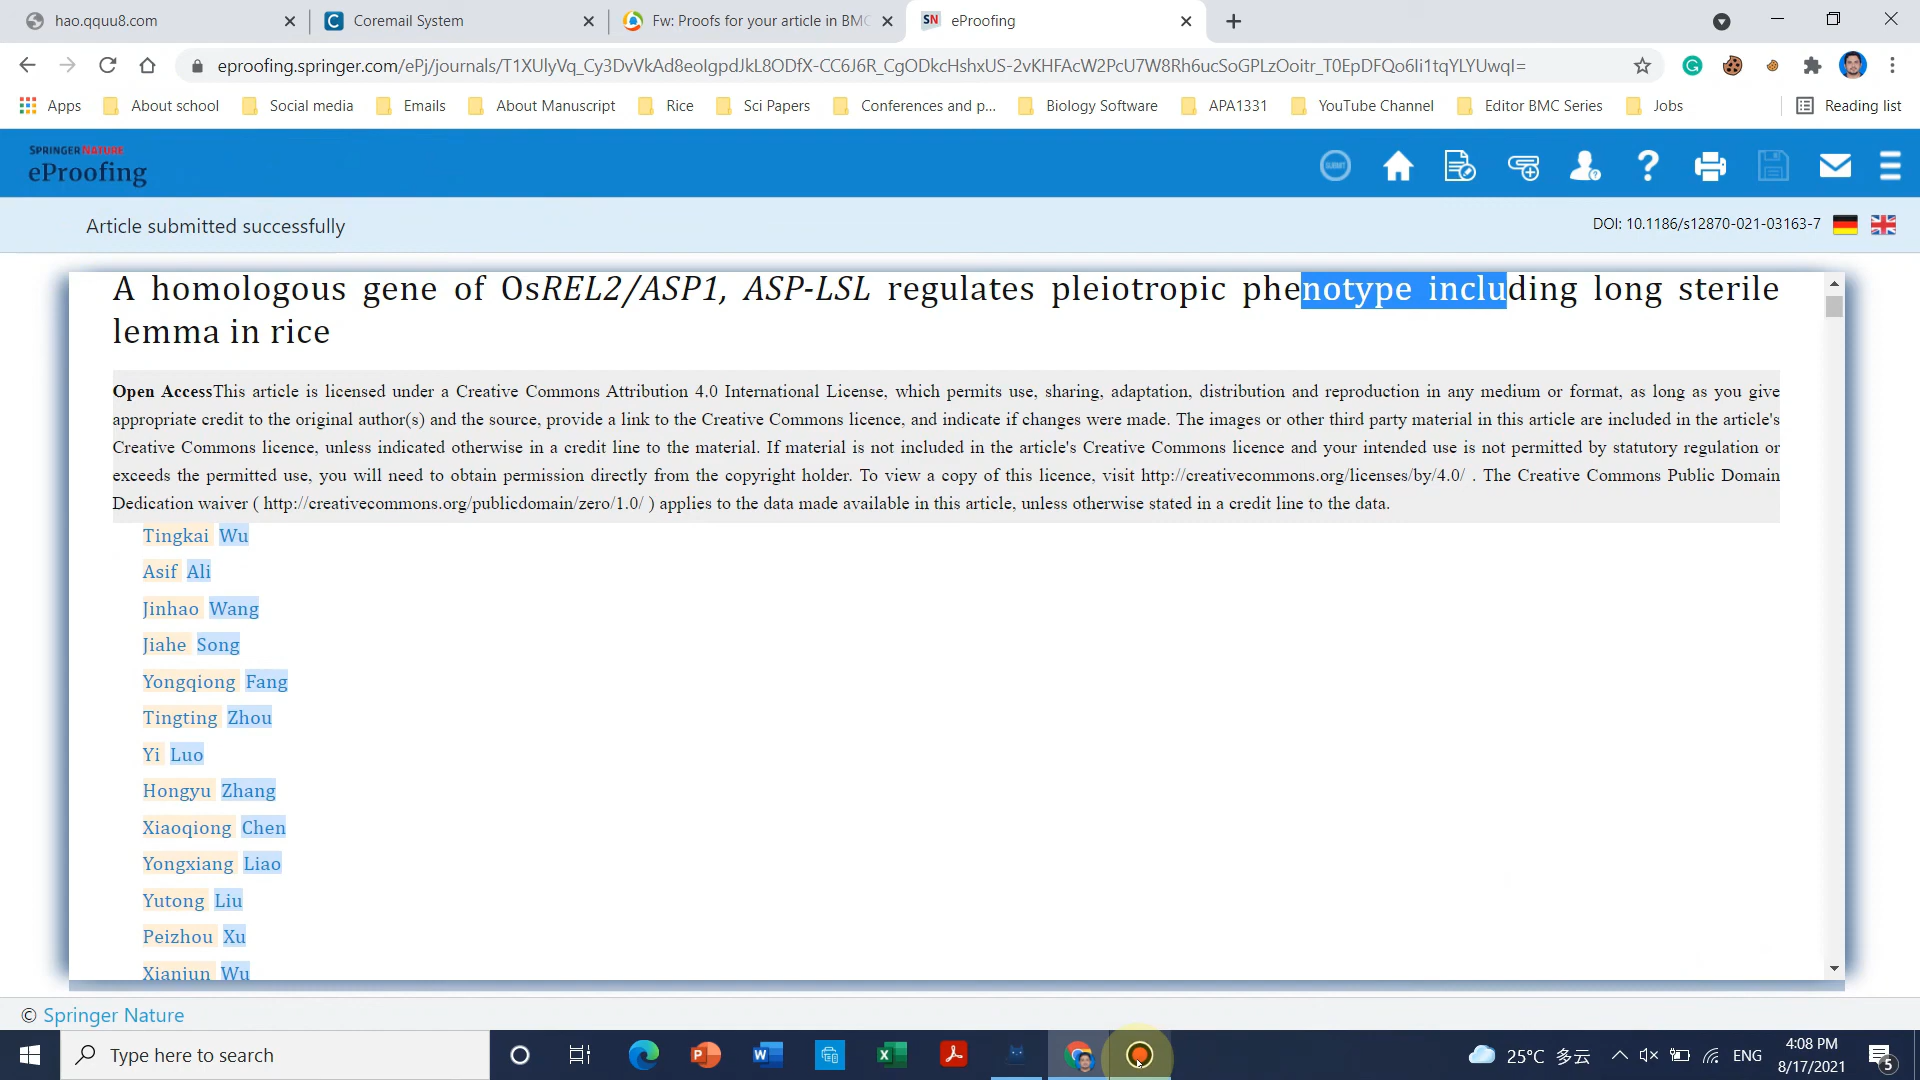 hao.qquu8.com
Coremail System
Fw: Proofs for your article in BMC
SN eProofing
eproofing.springer.com/ePj/journals/T1XUlyVq_Cy3DvVkAd8eoIgpdJkL8ODfX-CC6J6R_CgODkcHshxUS-2vKHFAcW2PcU7W8Rh6ucSoGPLzOoitr_T0EpDFQo6Ii1tqYLYUwqI=
Apps About school Social media Emails About Manuscript Rice Sci Papers Conferences and p... Biology Software APA1331 YouTube Channel Editor BMC Series Jobs Reading list
SPRINGER NATURE
eProofing
SUBMIT
Article submitted successfully
DOI: 10.1186/s12870-021-03163-7
A homologous gene of OsREL2/ASP1, ASP-LSL regulates pleiotropic phenotype including long sterile
lemma in rice
Open AccessThis article is licensed under a Creative Commons Attribution 4.0 International License, which permits use, sharing, adaptation, distribution and reproduction in any medium or format, as long as you give
appropriate credit to the original author(s) and the source, provide a link to the Creative Commons licence, and indicate if changes were made. The images or other third party material in this article are included in the article's
Creative Commons licence, unless indicated otherwise in a credit line to the material. If material is not included in the article's Creative Commons licence and your intended use is not permitted by statutory regulation or
exceeds the permitted use, you will need to obtain permission directly from the copyright holder. To view a copy of this licence, visit http://creativecommons.org/licenses/by/4.0/ . The Creative Commons Public Domain
Dedication waiver ( http://creativecommons.org/publicdomain/zero/1.0/ ) applies to the data made available in this article, unless otherwise stated in a credit line to the data.
Tingkai Wu
Asif Ali
Jinhao Wang
Jiahe Song
Yongqiong Fang
Tingting Zhou
Yi Luo
Hongyu Zhang
Xiaoqiong Chen
Yongxiang Liao
Yutong Liu
Peizhou Xu
Xianjun Wu
© Springer Nature
Type here to search
25°C 多云
ENG
4:08 PM
8/17/2021
5